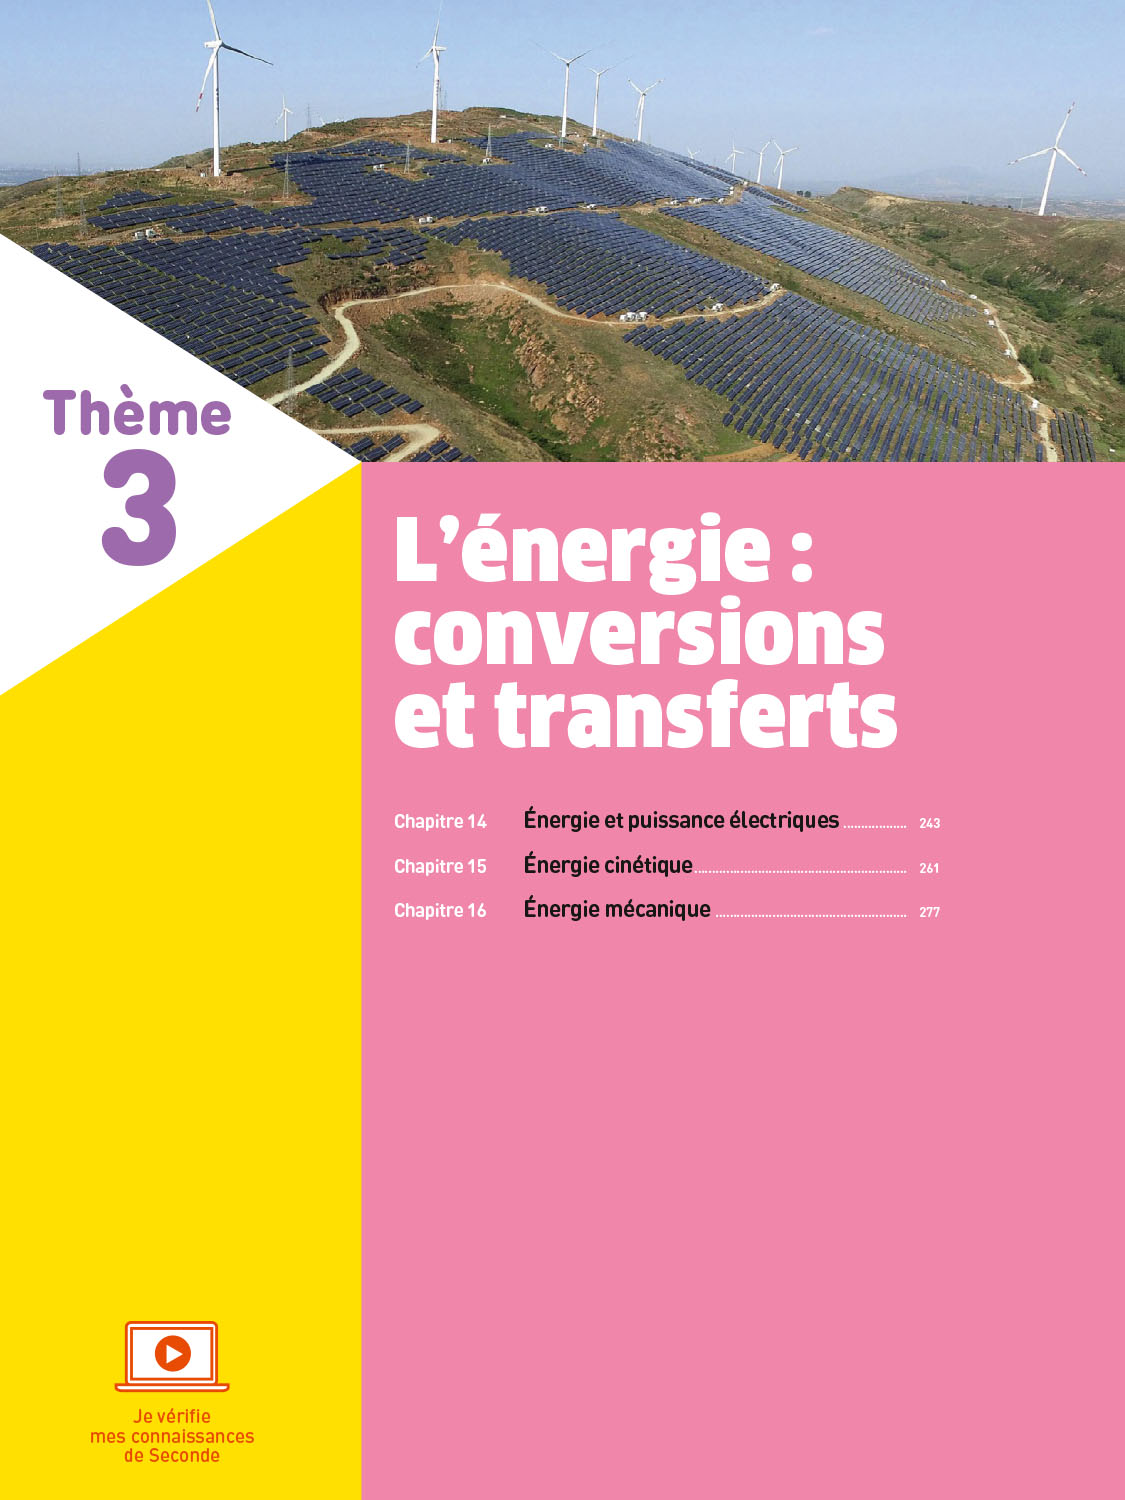 Thème
3
L'énergie :
conversions
et transferts
Chapitre 14 Énergie et puissance électriques ................. 243
Chapitre 15 Énergie cinétique ........................................................... 261
Chapitre 16 Énergie mécanique ..................................................... 277
Je vérifie
mes connaissances
de Seconde